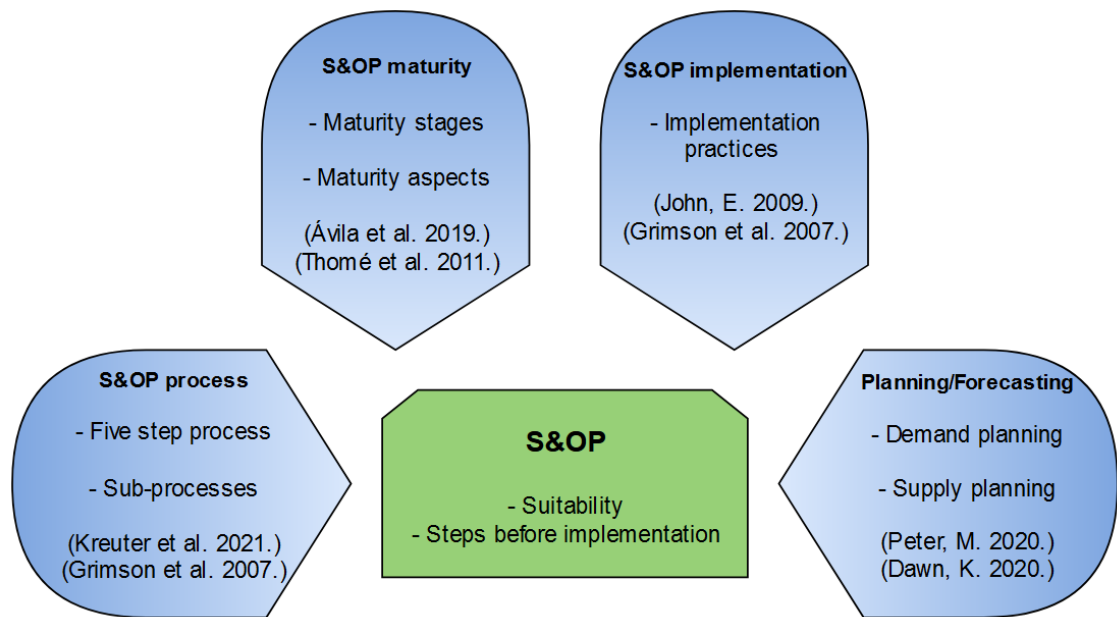 S&OP maturity
- Maturity stages
- Maturity aspects
(Ávila et al. 2019.)
(Thomé et al. 2011.)
S&OP implementation
- Implementation
practices
(John, E. 2009.)
(Grimson et al. 2007.)
S&OP process
- Five step process
- Sub-processes
(Kreuter et al. 2021.)
(Grimson et al. 2007.)
S&OP
- Suitability
- Steps before implementation
Planning/Forecasting
- Demand planning
- Supply planning
(Peter, M. 2020.)
(Dawn, K. 2020.)